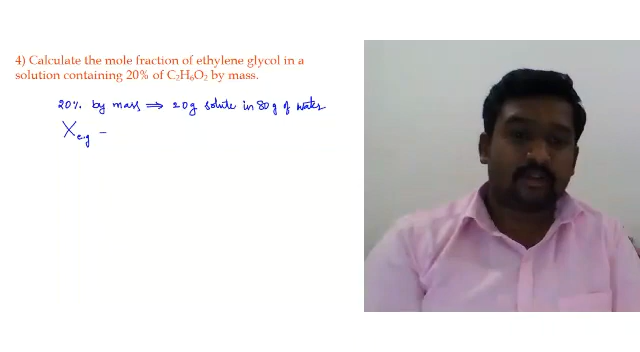 4) Calculate the mole fraction of ethylene glycol in a
solution containing 20% of C₂H₆O₂ by mass.
20% by mass ⟹ 20g solute in 80g of water
X e.g =